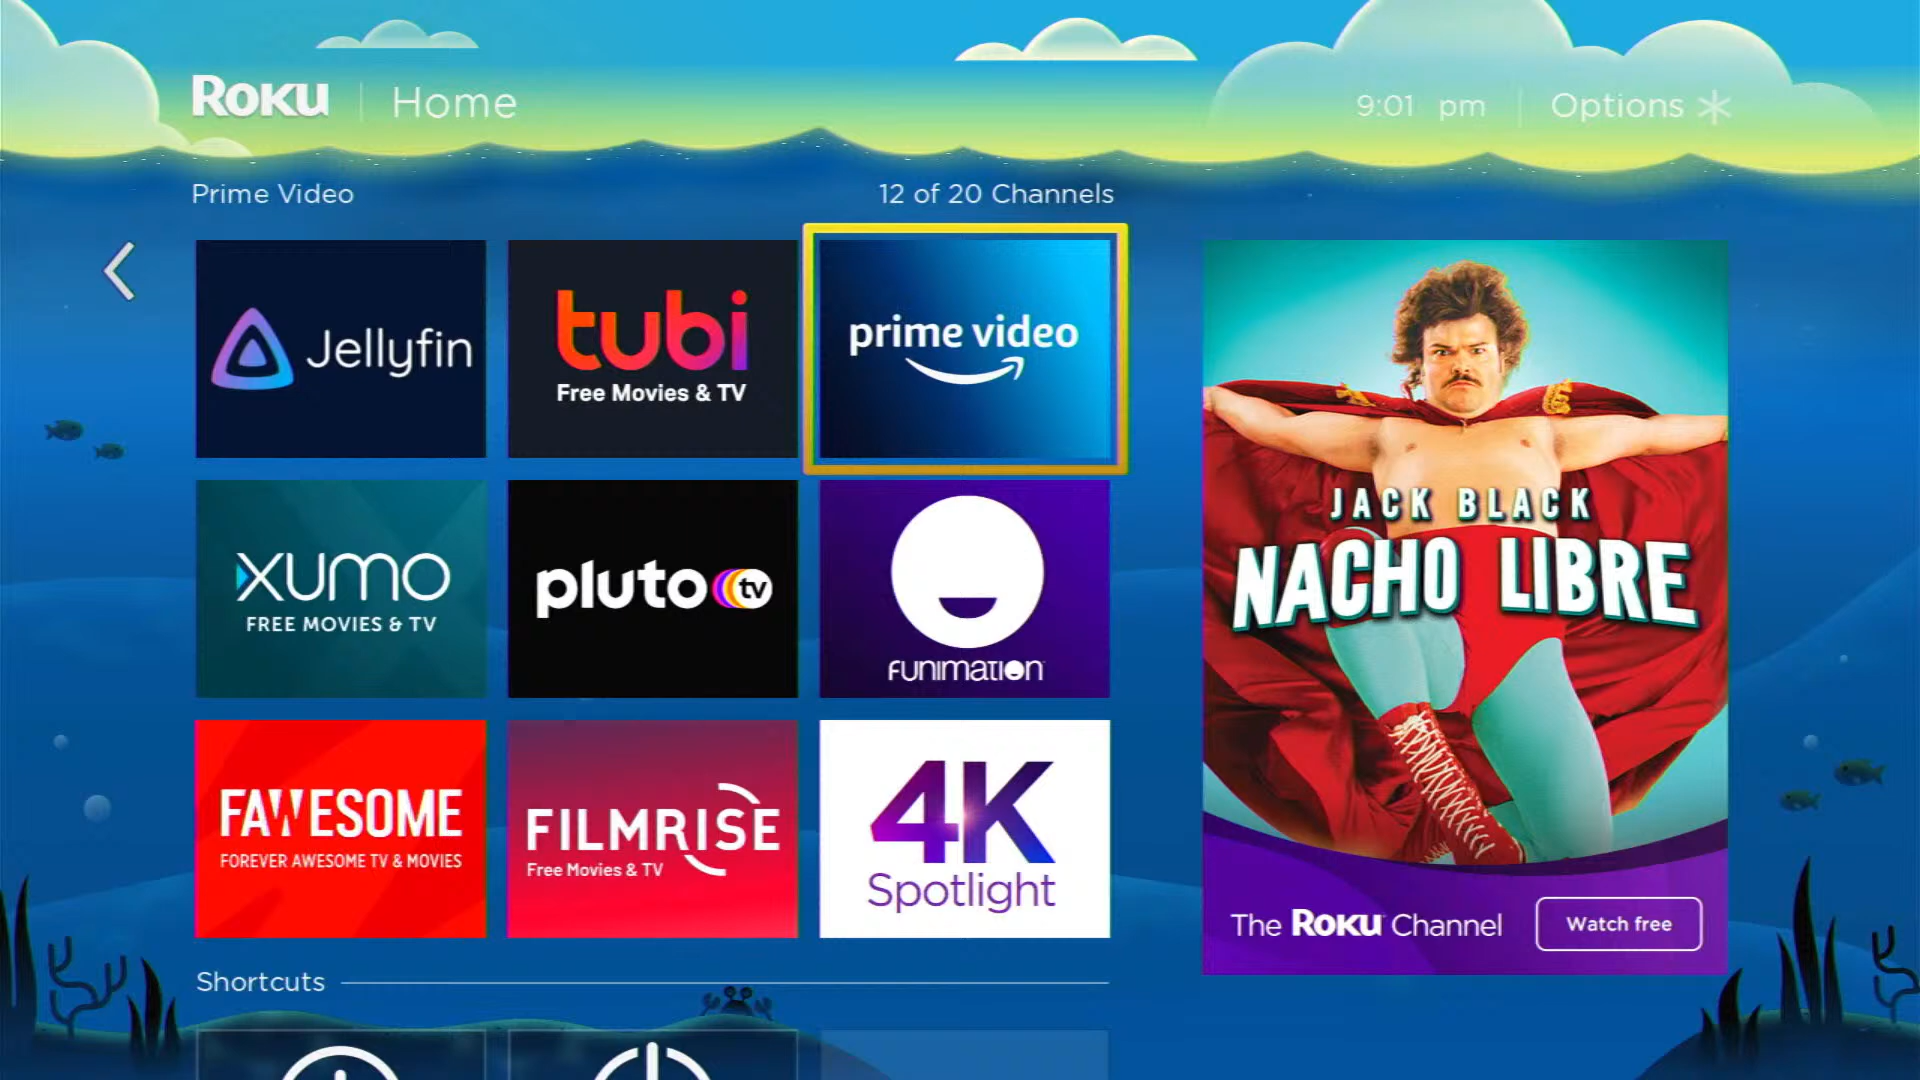 Roku Home
9:01 pm Options
Prime Video
12 of 20 Channels
Jellyfin
tubi
Free Movies & TV
prime video
XUMO
FREE MOVIES & TV
pluto tv
FUNIMATION
FAWESOME
FOREVER AWESOME TV & MOVIES
FILMRISE
Free Movies & TV
4K
Spotlight
JACK BLACK
NACHO LIBRE
The Roku Channel
Watch free
Shortcuts